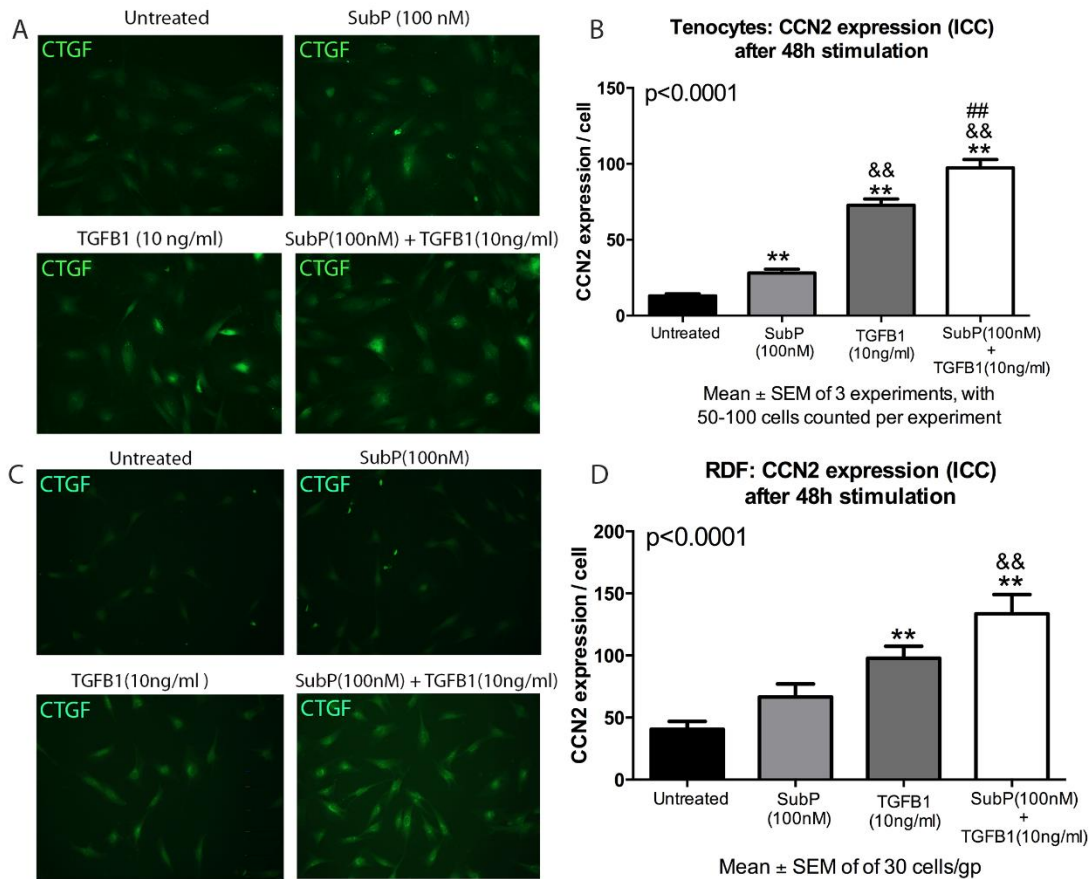 A
Untreated
CTGF
SubP (100 nM)
CTGF
TGFB1 (10 ng/ml)
CTGF
SubP(100nM) + TGFB1(10ng/ml)
CTGF
B
Tenocytes: CCN2 expression (ICC)
after 48h stimulation
p<0.0001
CCN2 expression / cell
150
100
50
0
**
&&
**
##
&&
**
Untreated
SubP
(100nM)
TGFB1
(10ng/ml)
SubP(100nM)
+
TGFB1(10ng/ml)
Mean ± SEM of 3 experiments, with
50-100 cells counted per experiment
C
Untreated
CTGF
SubP(100nM)
CTGF
TGFB1(10ng/ml )
CTGF
SubP(100nM) + TGFB1(10ng/ml)
CTGF
D
RDF: CCN2 expression (ICC)
after 48h stimulation
p<0.0001
CCN2 expression / cell
200
150
100
50
0
**
&&
**
Untreated
SubP
(100nM)
TGFB1
(10ng/ml)
SubP(100nM)
+
TGFB1(10ng/ml)
Mean ± SEM of of 30 cells/gp